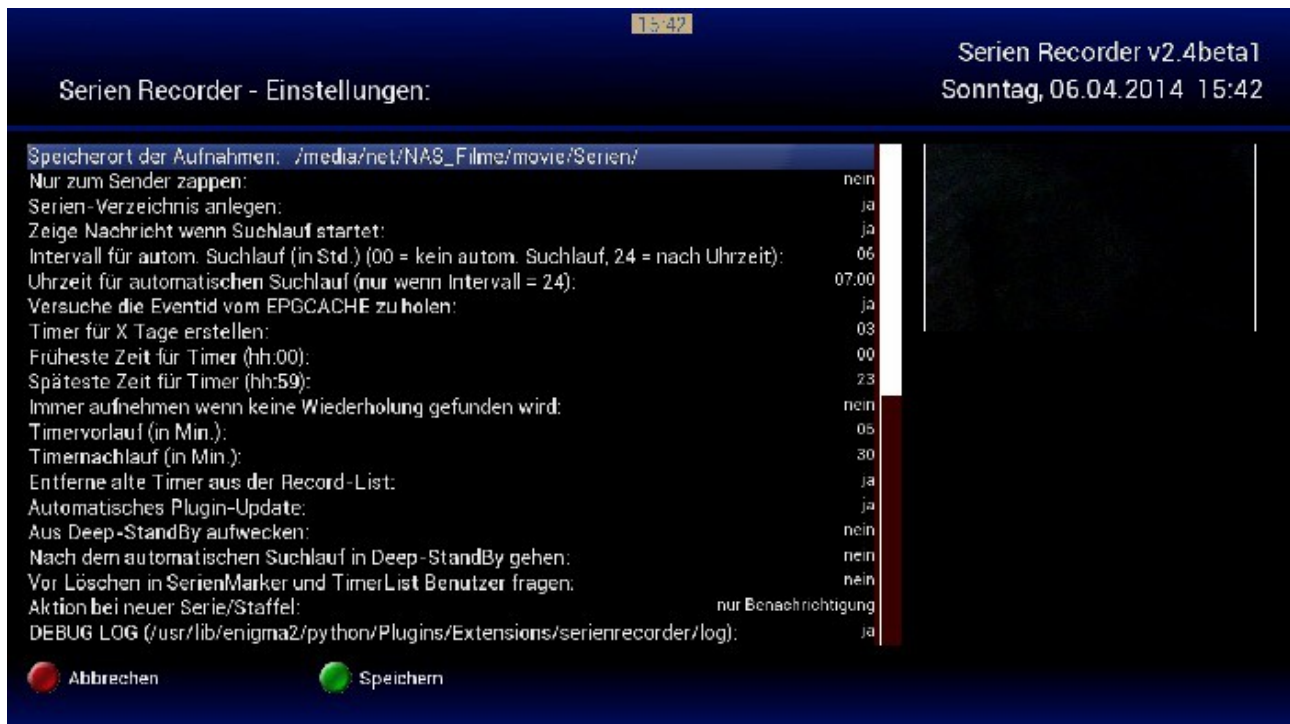 15:42
Serien Recorder v2.4beta1
Serien Recorder - Einstellungen:
Sonntag, 06.04.2014 15:42
Speicherort der Aufnahmen: /media/net/NAS_Filme/movie/Serien/
Nur zum Sender zappen: nein
Serien-Verzeichnis anlegen: ja
Zeige Nachricht wenn Suchlauf startet: ja
Intervall für autom. Suchlauf (in Std.) (00 = kein autom. Suchlauf, 24 = nach Uhrzeit): 06
Uhrzeit für automatischen Suchlauf (nur wenn Intervall = 24): 07:00
Versuche die Eventid vom EPGCACHE zu holen: ja
Timer für X Tage erstellen: 03
Früheste Zeit für Timer (hh:00): 00
Späteste Zeit für Timer (hh:59): 23
Immer aufnehmen wenn keine Wiederholung gefunden wird: nein
Timervorlauf (in Min.): 05
Timernachlauf (in Min.): 30
Entferne alte Timer aus der Record-List: ja
Automatisches Plugin-Update: ja
Aus Deep-StandBy aufwecken: nein
Nach dem automatischen Suchlauf in Deep-StandBy gehen: nein
Vor Löschen in SerienMarker und TimerList Benutzer fragen: nein
Aktion bei neuer Serie/Staffel: nur Benachrichtigung
DEBUG LOG (/usr/lib/enigma2/python/Plugins/Extensions/serienrecorder/log): ja
Abbrechen Speichern